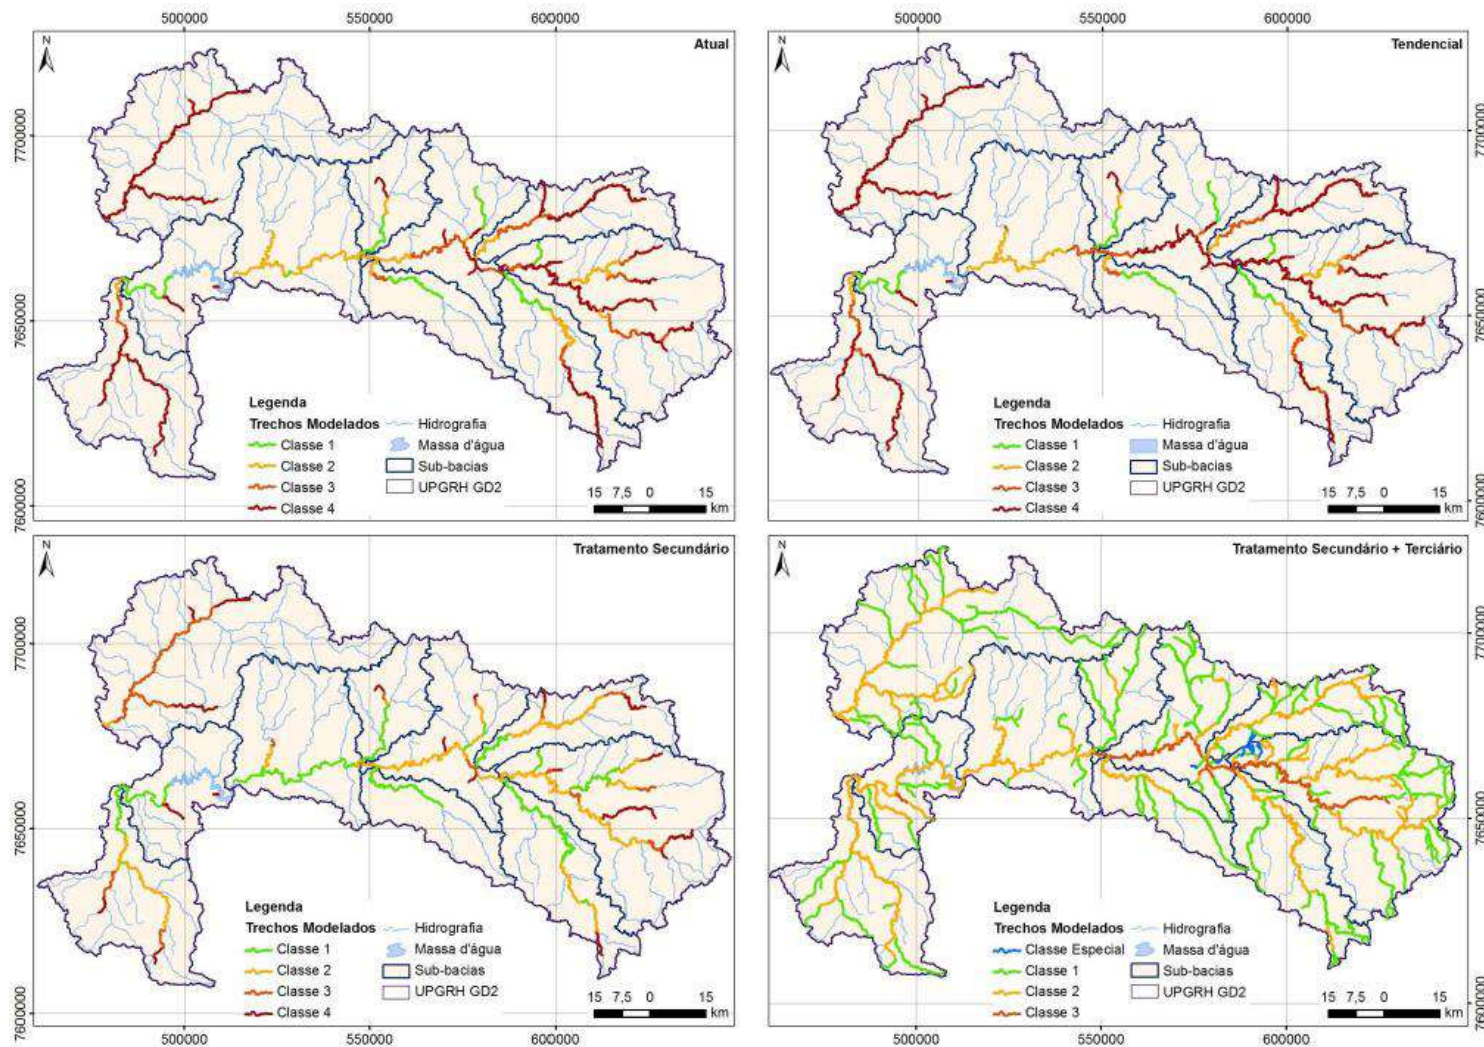 500000 550000 600000
500000 550000 600000
N
Atual
N
Tendencial
7700000
7650000
7600000
7700000
7650000
7600000
Legenda
Trechos Modelados
Classe 1
Classe 2
Classe 3
Classe 4
Hidrografia
Massa d'água
Sub-bacias
UPGRH GD2
15 7,5 0 15
km
Legenda
Trechos Modelados
Classe 1
Classe 2
Classe 3
Classe 4
Hidrografia
Massa d'água
Sub-bacias
UPGRH GD2
15 7,5 0 15
km
N
Tratamento Secundário
N
Tratamento Secundário + Terciário
7700000
7650000
7600000
7700000
7650000
7600000
Legenda
Trechos Modelados
Classe 1
Classe 2
Classe 3
Classe 4
Hidrografia
Massa d'água
Sub-bacias
UPGRH GD2
15 7,5 0 15
km
Legenda
Trechos Modelados
Classe Especial
Classe 1
Classe 2
Classe 3
Hidrografia
Massa d'água
Sub-bacias
UPGRH GD2
15 7,5 0 15
km
500000 550000 600000
500000 550000 600000